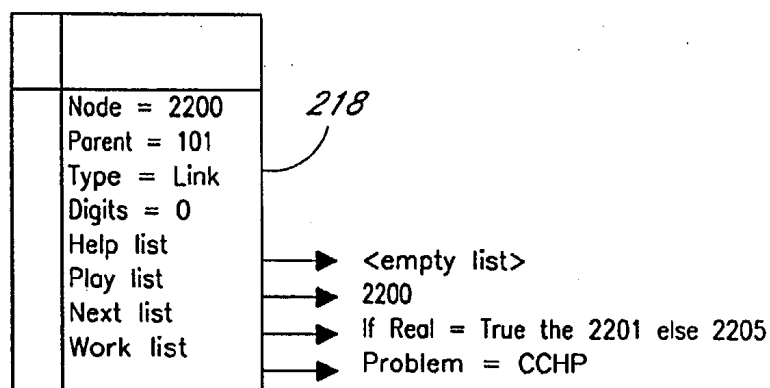 Node = 2200
218
Parent = 101
Type = Link
Digits = 0
Help list
<empty list>
Play list
2200
Next list
If Real = True the 2201 else 2205
Work list
Problem = CCHP